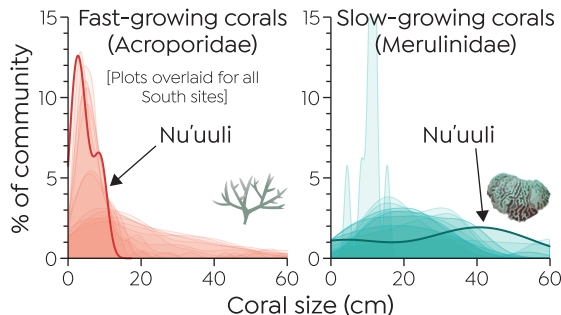 Fast-growing corals
(Acroporidae)
[Plots overlaid for all
South sites]
Nu'uuli
15
10
5
0
0
20
40
60
% of community
Slow-growing corals
(Merulinidae)
Nu'uuli
15
10
5
0
0
20
40
60
Coral size (cm)